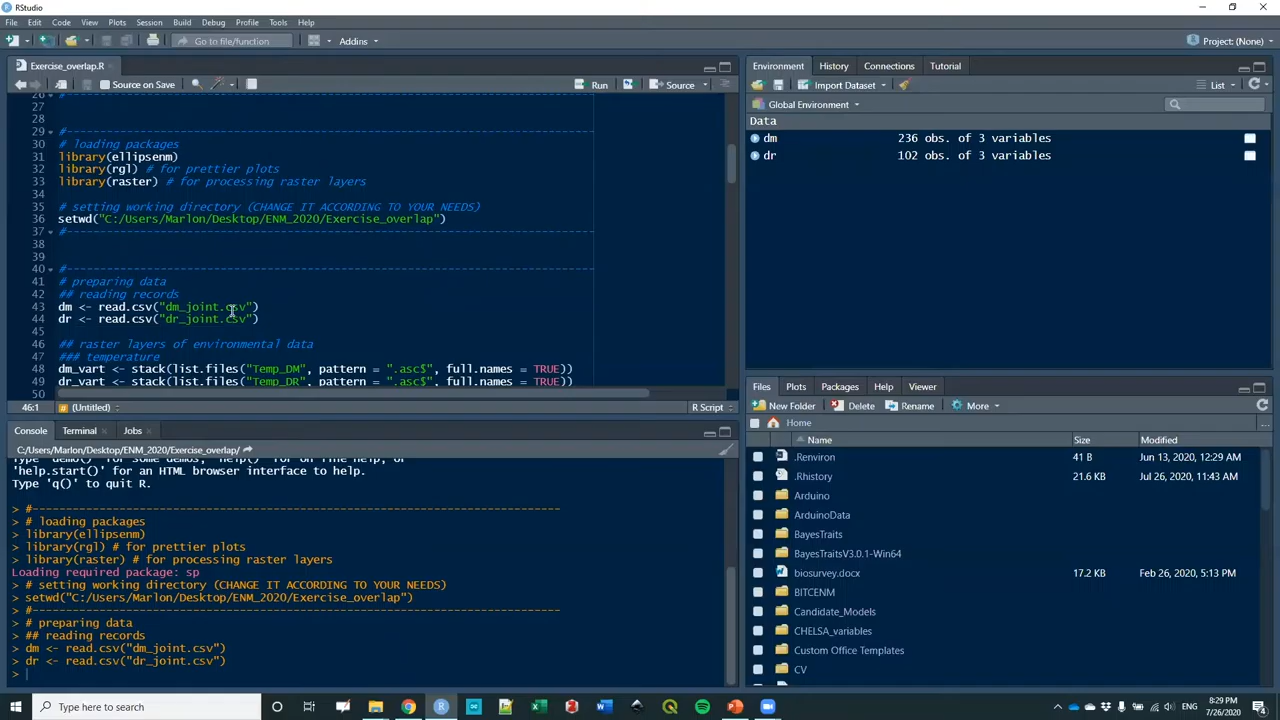 RStudio
File Edit Code View Plots Session Build Debug Profile Tools Help
Go to file/function Addins Project: (None)
Exercise_overlap.R
Source on Save Run Source
26 #--------------------------------------------------------------------------------
27
28
29 #--------------------------------------------------------------------------------
30 # loading packages
31 library(ellipsenm)
32 library(rgl) # for prettier plots
33 library(raster) # for processing raster layers
34
35 # setting working directory (CHANGE IT ACCORDING TO YOUR NEEDS)
36 setwd("C:/Users/Marlon/Desktop/ENM_2020/Exercise_overlap")
37 #--------------------------------------------------------------------------------
38
39
40 #--------------------------------------------------------------------------------
41 # preparing data
42 ## reading records
43 dm <- read.csv("dm_joint.csv")
44 dr <- read.csv("dr_joint.csv")
45
46 ## raster layers of environmental data
47 ### temperature
48 dm_vart <- stack(list.files("Temp_DM", pattern = ".asc$", full.names = TRUE))
49 dr_vart <- stack(list.files("Temp_DR", pattern = ".asc$", full.names = TRUE))
50
46:1 (Untitled) R Script
Console Terminal Jobs
C:/Users/Marlon/Desktop/ENM_2020/Exercise_overlap/
Type 'demo()' for some demos, 'help()' for on-line help, or
'help.start()' for an HTML browser interface to help.
Type 'q()' to quit R.
> #--------------------------------------------------------------------------------
> # loading packages
> library(ellipsenm)
> library(rgl) # for prettier plots
> library(raster) # for processing raster layers
Loading required package: sp
> # setting working directory (CHANGE IT ACCORDING TO YOUR NEEDS)
> setwd("C:/Users/Marlon/Desktop/ENM_2020/Exercise_overlap")
> #--------------------------------------------------------------------------------
> # preparing data
> ## reading records
> dm <- read.csv("dm_joint.csv")
> dr <- read.csv("dr_joint.csv")
>
Environment History Connections Tutorial
Import Dataset List
Global Environment
Data
dm 236 obs. of 3 variables
dr 102 obs. of 3 variables
Files Plots Packages Help Viewer
New Folder Delete Rename More
Home
Name Size Modified
.Renviron 41 B Jun 13, 2020, 12:29 AM
.Rhistory 21.6 KB Jul 26, 2020, 11:43 AM
Arduino
ArduinoData
BayesTraits
BayesTraitsV3.0.1-Win64
biosurvey.docx 17.2 KB Feb 26, 2020, 5:13 PM
BITCENM
Candidate_Models
CHELSA_variables
Custom Office Templates
CV
Type here to search
ENG
8:29 PM
7/26/2020